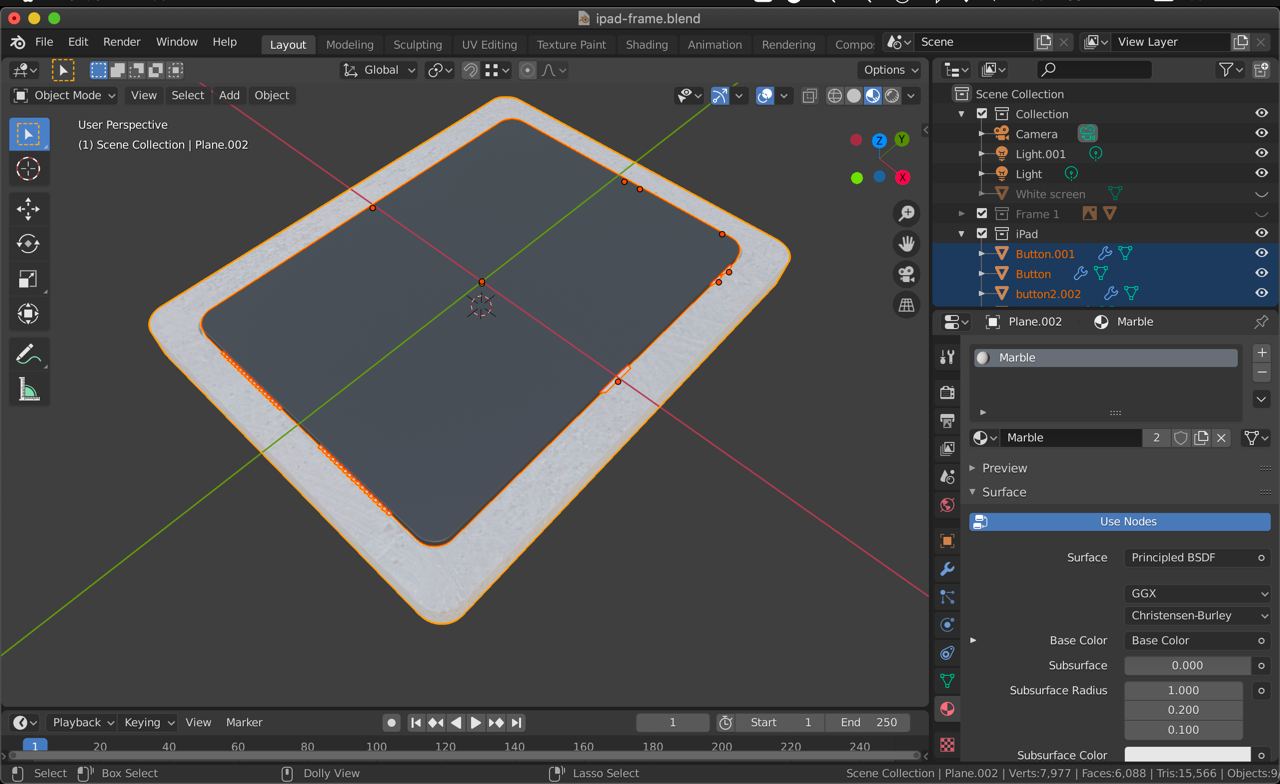 ipad-frame.blend
File Edit Render Window Help Layout Modeling Sculpting UV Editing Texture Paint Shading Animation Rendering Compo Scene View Layer
Global Options
Object Mode View Select Add Object
User Perspective
(1) Scene Collection | Plane.002
Z Y
X
Scene Collection
Collection
Camera
Light.001
Light
White screen
Frame 1
iPad
Button.001
Button
button2.002
Plane.002 Marble
Marble
Marble 2
Preview
Surface
Use Nodes
Surface Principled BSDF
GGX
Christensen-Burley
Base Color Base Color
Subsurface 0.000
Subsurface Radius 1.000
0.200
0.100
Subsurface Color
Playback Keying View Marker 1 Start 1 End 250
1 20 40 60 80 100 120 140 160 180 200 220 240
Select Box Select Dolly View Lasso Select Scene Collection | Plane.002 | Verts:7,977 | Faces:6,088 | Tris:15,566 | Objects:9